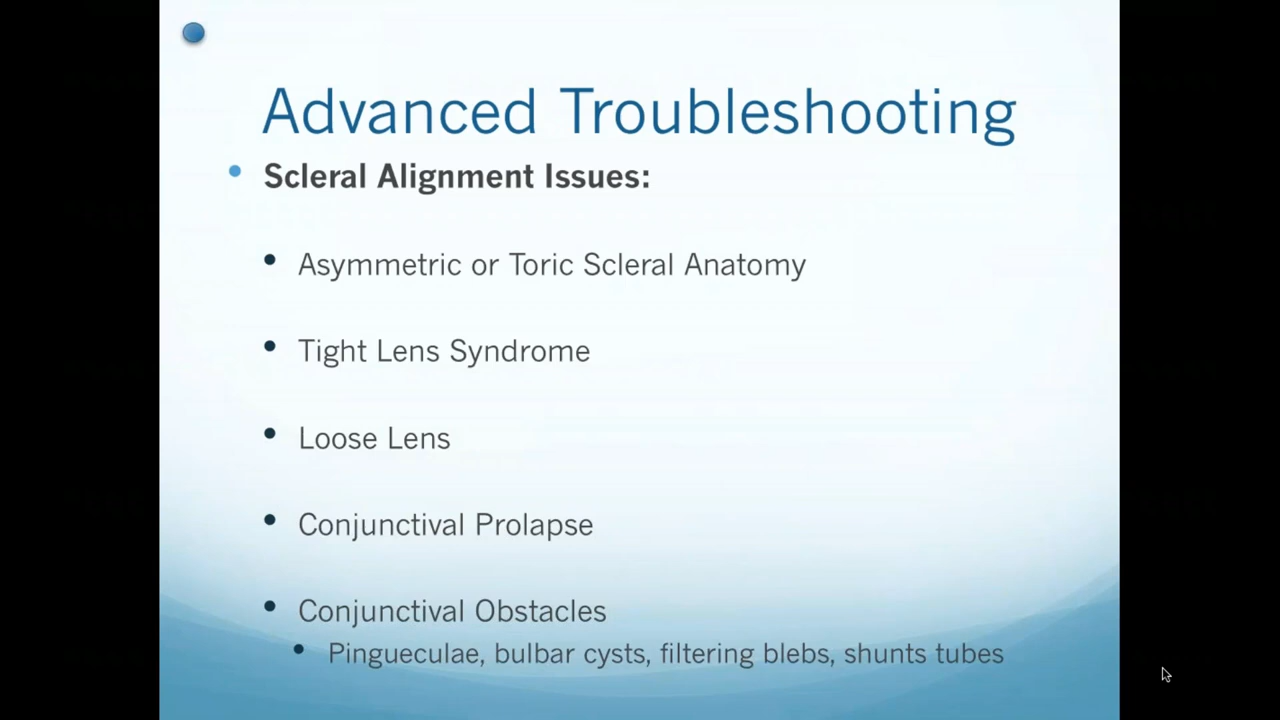 Advanced Troubleshooting
Scleral Alignment Issues:
Asymmetric or Toric Scleral Anatomy
Tight Lens Syndrome
Loose Lens
Conjunctival Prolapse
Conjunctival Obstacles
Pingueculae, bulbar cysts, filtering blebs, shunts tubes